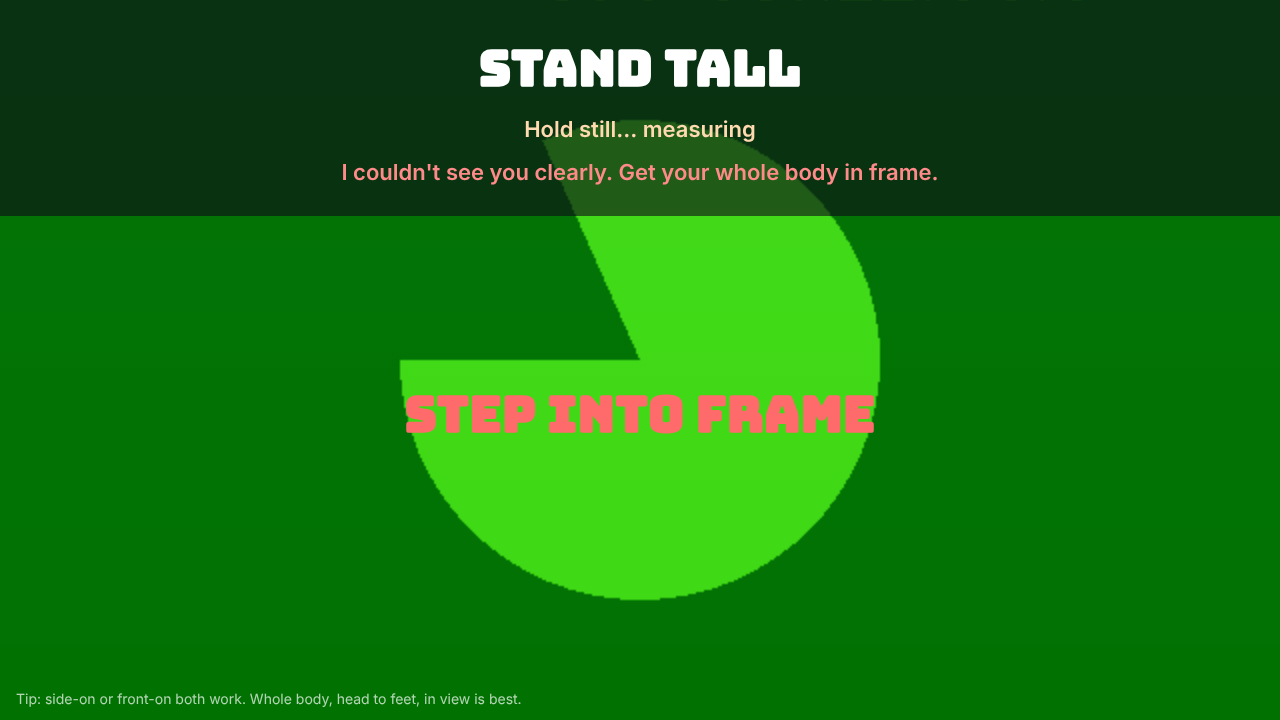 STAND TALL
Hold still... measuring
I couldn't see you clearly. Get your whole body in frame.
STEP INTO FRAME
Tip: side-on or front-on both work. Whole body, head to feet, in view is best.